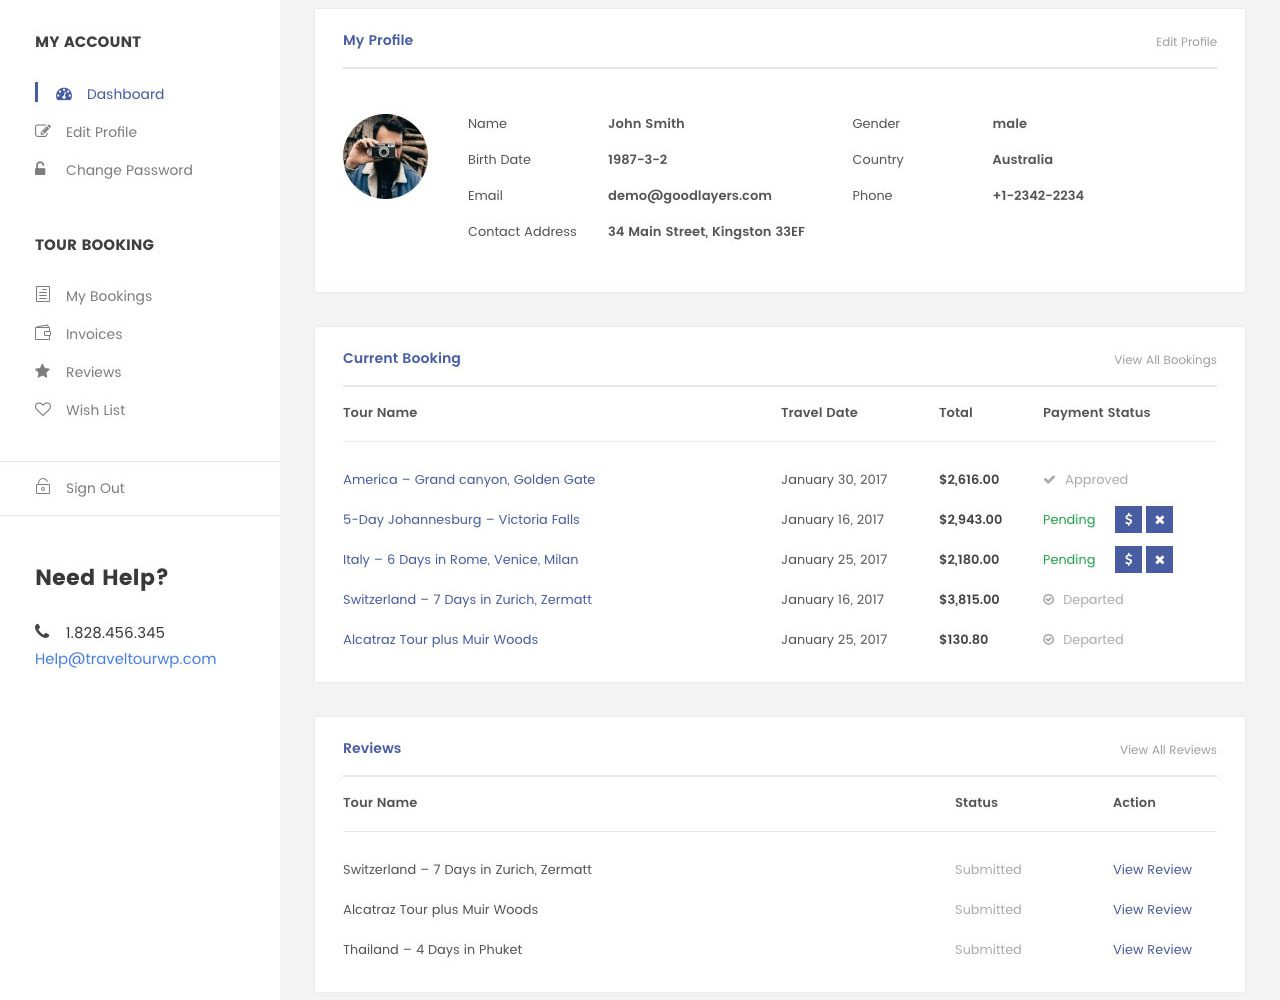 MY ACCOUNT
Dashboard
Edit Profile
Change Password
TOUR BOOKING
My Bookings
Invoices
Reviews
Wish List
Sign Out
Need Help?
1.828.456.345
Help@traveltourwp.com
My Profile Edit Profile
Name John Smith Gender male
Birth Date 1987-3-2 Country Australia
Email demo@goodlayers.com Phone +1-2342-2234
Contact Address 34 Main Street, Kingston 33EF
Current Booking View All Bookings
Tour Name Travel Date Total Payment Status
America – Grand canyon, Golden Gate January 30, 2017 $2,616.00 Approved
5-Day Johannesburg – Victoria Falls January 16, 2017 $2,943.00 Pending $
Italy – 6 Days in Rome, Venice, Milan January 25, 2017 $2,180.00 Pending $
Switzerland – 7 Days in Zurich, Zermatt January 16, 2017 $3,815.00 Departed
Alcatraz Tour plus Muir Woods January 25, 2017 $130.80 Departed
Reviews View All Reviews
Tour Name Status Action
Switzerland – 7 Days in Zurich, Zermatt Submitted View Review
Alcatraz Tour plus Muir Woods Submitted View Review
Thailand – 4 Days in Phuket Submitted View Review